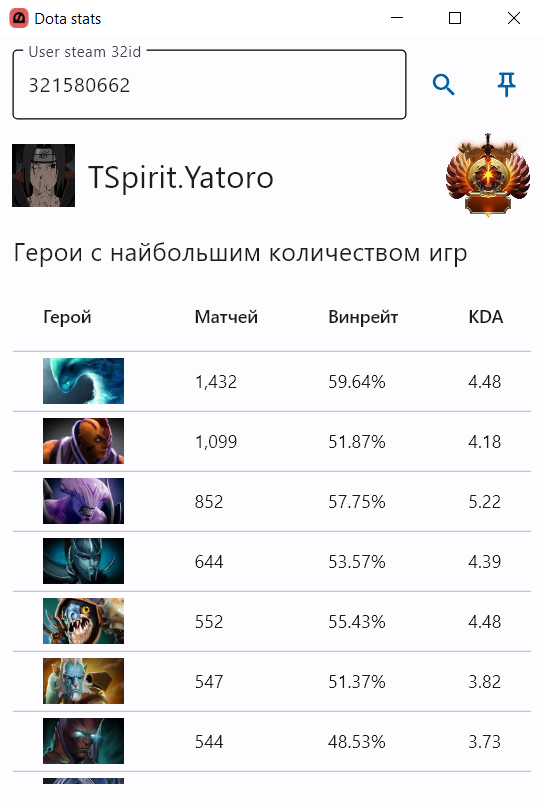 Dota stats
User steam 32id
321580662
TSpirit.Yatoro
Герои с найбольшим количеством игр
Герой Матчей Винрейт KDA
1,432 59.64% 4.48
1,099 51.87% 4.18
852 57.75% 5.22
644 53.57% 4.39
552 55.43% 4.48
547 51.37% 3.82
544 48.53% 3.73